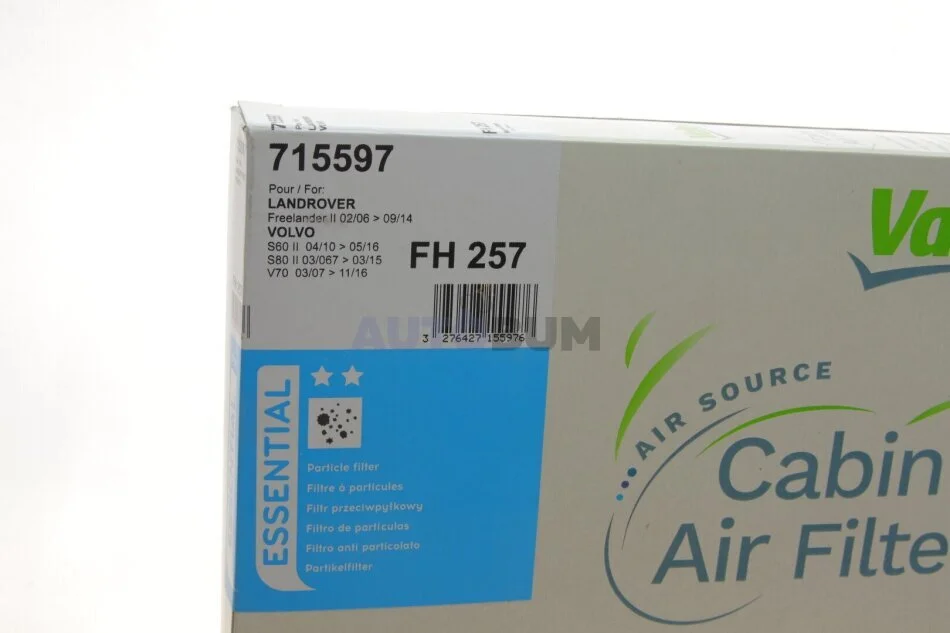 715597
Pour / For:
LANDROVER
Freelander II 02/06 > 09/14
VOLVO
S60 II 04/10 > 05/16
S80 II 03/067 > 03/15
V70 03/07 > 11/16
FH 257
3 276427 155976
AUTODUM
ESSENTIAL
Particle filter
Filtre à particules
Filtr przeciwpyłkowy
Filtro de partículas
Filtro anti particolato
Partikelfilter
Va
AIR SOURCE
Cabin
Air Filte